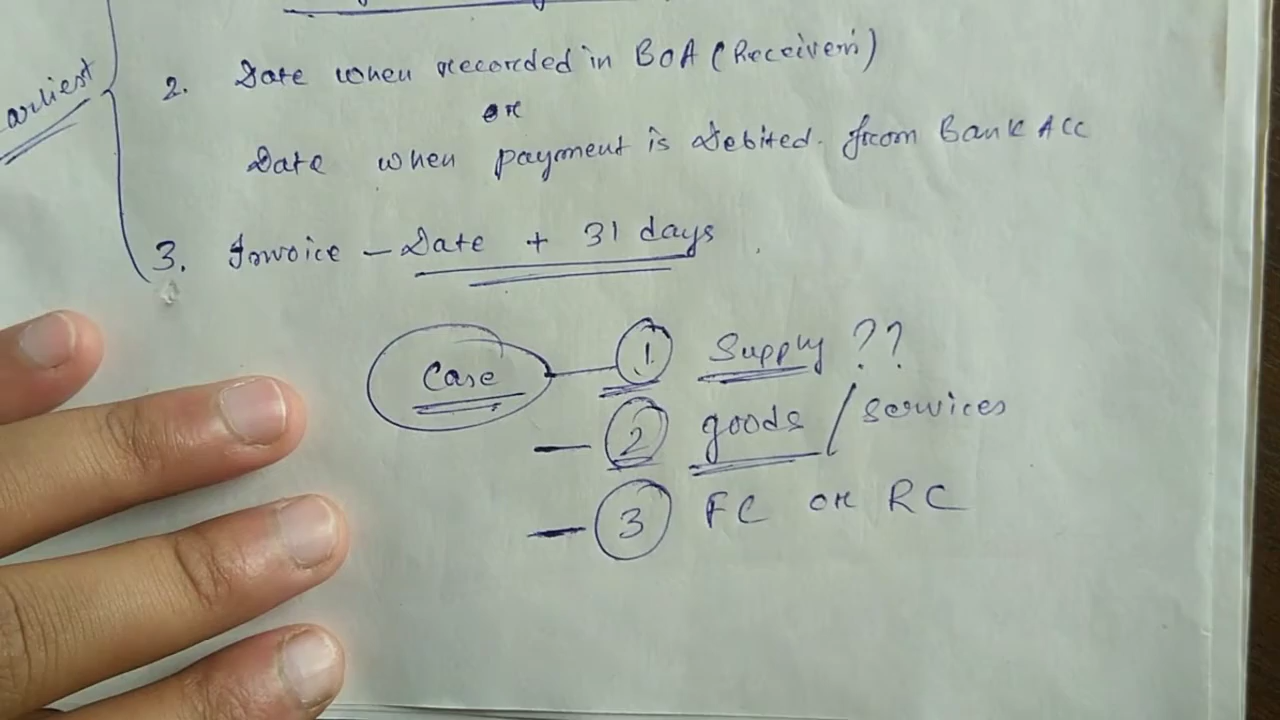 arliest
2. Date when recorded in BOA (Receiver's)
or
Date when payment is debited. from Bank Acc
3. Invoice - Date + 31 days
Case 1 Supply ??
2 goods / services
3 FC or RC